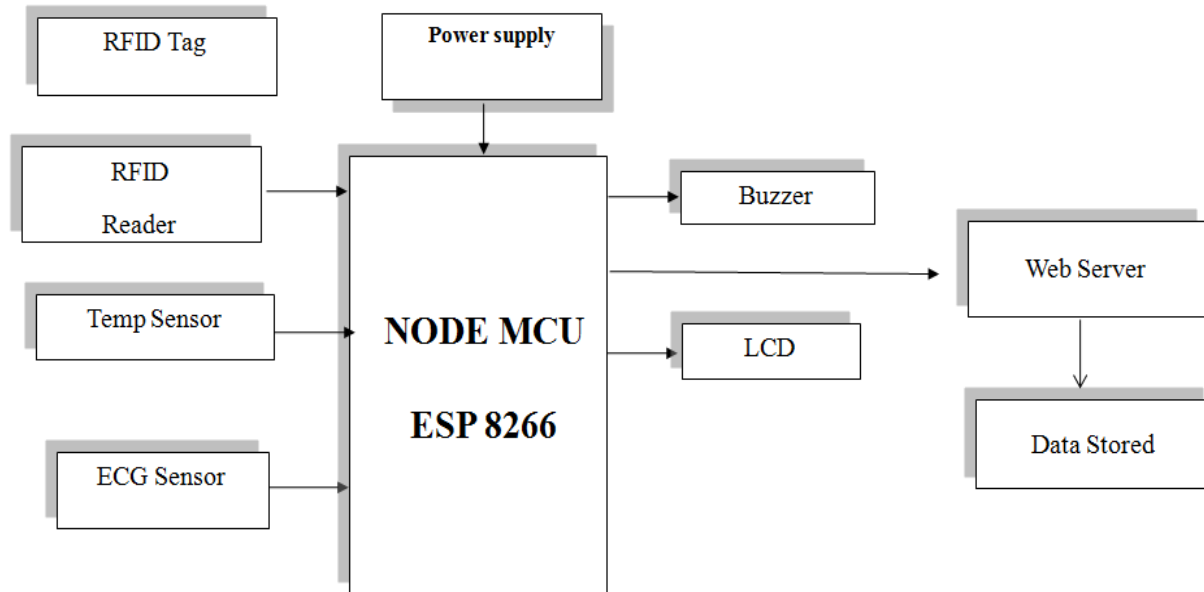 RFID Tag
Power supply
RFID
Reader
Buzzer
Web Server
Temp Sensor
NODE MCU
ESP 8266
LCD
ECG Sensor
Data Stored